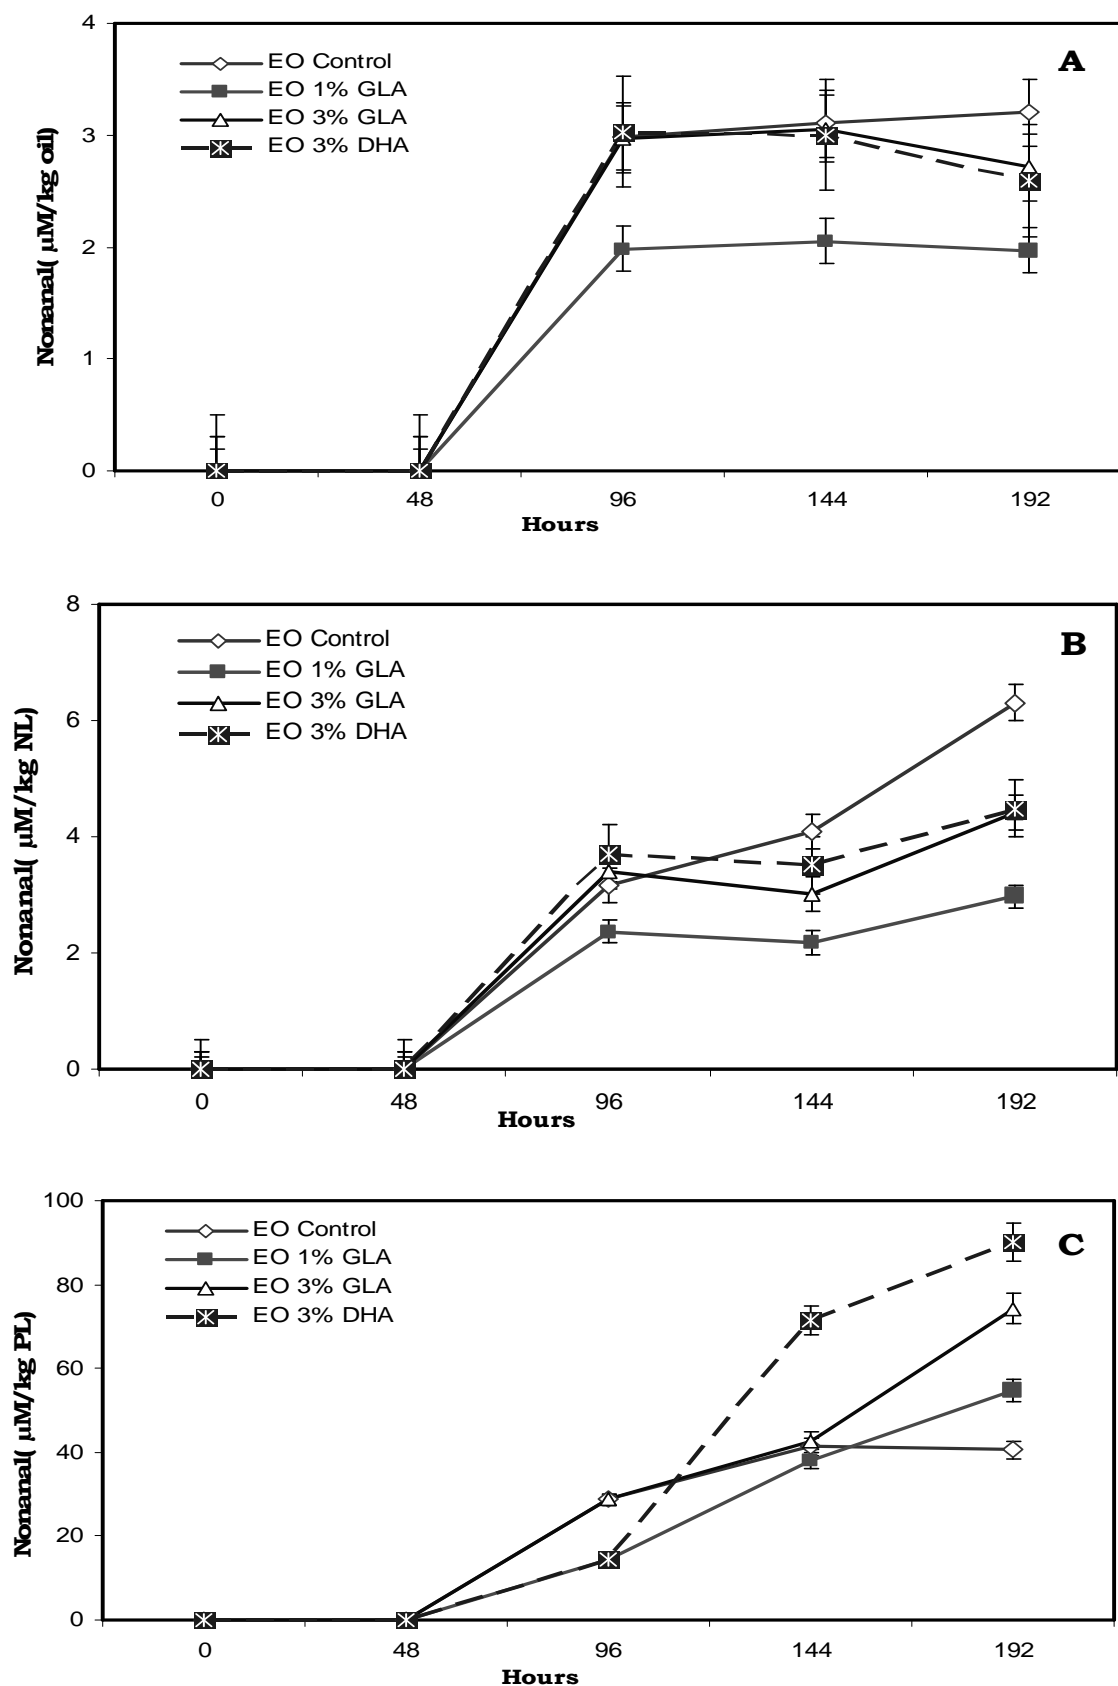 4
3
2
1
0
Nonanal( µM/kg oil)
EO Control
EO 1% GLA
EO 3% GLA
EO 3% DHA
A
0 48 96 144 192
Hours
8
6
4
2
0
Nonanal( µM/kg NL)
EO Control
EO 1% GLA
EO 3% GLA
EO 3% DHA
B
0 48 96 144 192
Hours
100
80
60
40
20
0
Nonanal( µM/kg PL)
EO Control
EO 1% GLA
EO 3% GLA
EO 3% DHA
C
0 48 96 144 192
Hours